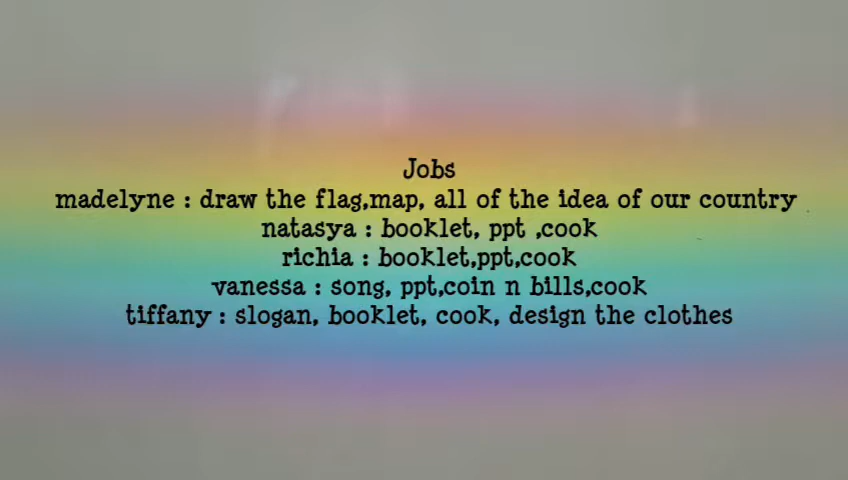 Jobs
madelyne : draw the flag,map, all of the idea of our country
natasya : booklet, ppt ,cook
richia : booklet,ppt,cook
vanessa : song, ppt,coin n bills,cook
tiffany : slogan, booklet, cook, design the clothes